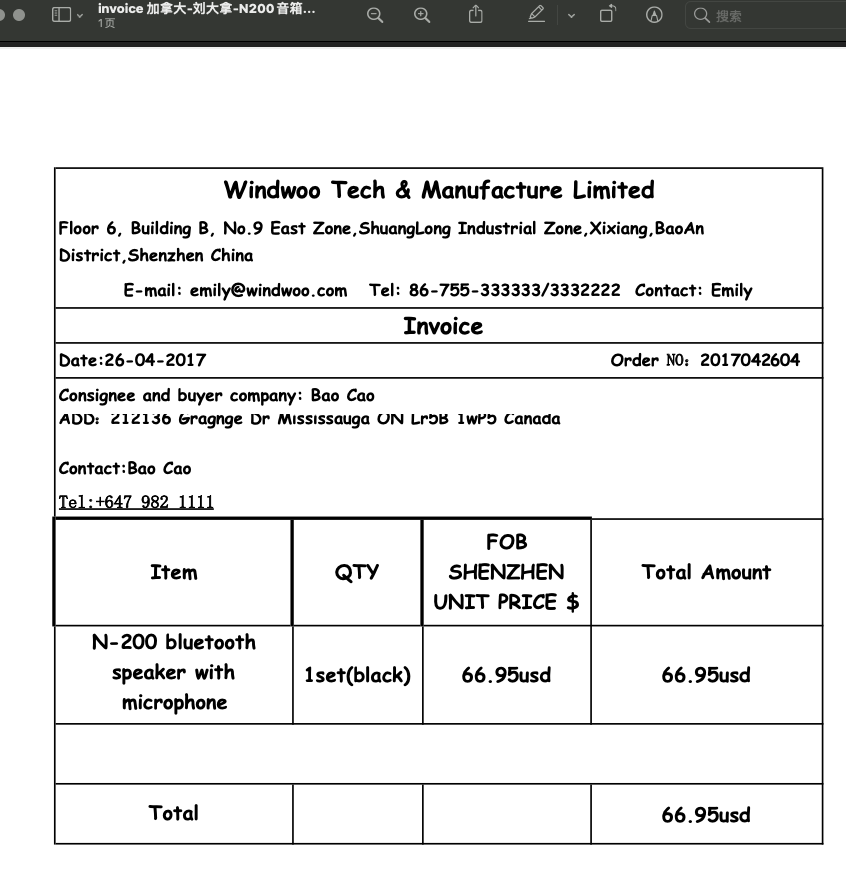 invoice 加拿大-刘大拿-N200音箱...
1页
搜索
Windwoo Tech & Manufacture Limited
Floor 6, Building B, No.9 East Zone,ShuangLong Industrial Zone,Xixiang,BaoAn
District,Shenzhen China
E-mail: emily@windwoo.com Tel: 86-755-333333/3332222 Contact: Emily
Invoice
Date:26-04-2017 Order NO: 2017042604
Consignee and buyer company: Bao Cao
ADD: 212136 Gragnge Dr Mississauga ON Lr5B 1wP5 Canada
Contact:Bao Cao
Tel:+647 982 1111
Item QTY FOB SHENZHEN UNIT PRICE $ Total Amount
N-200 bluetooth speaker with microphone 1set(black) 66.95usd 66.95usd
Total 66.95usd